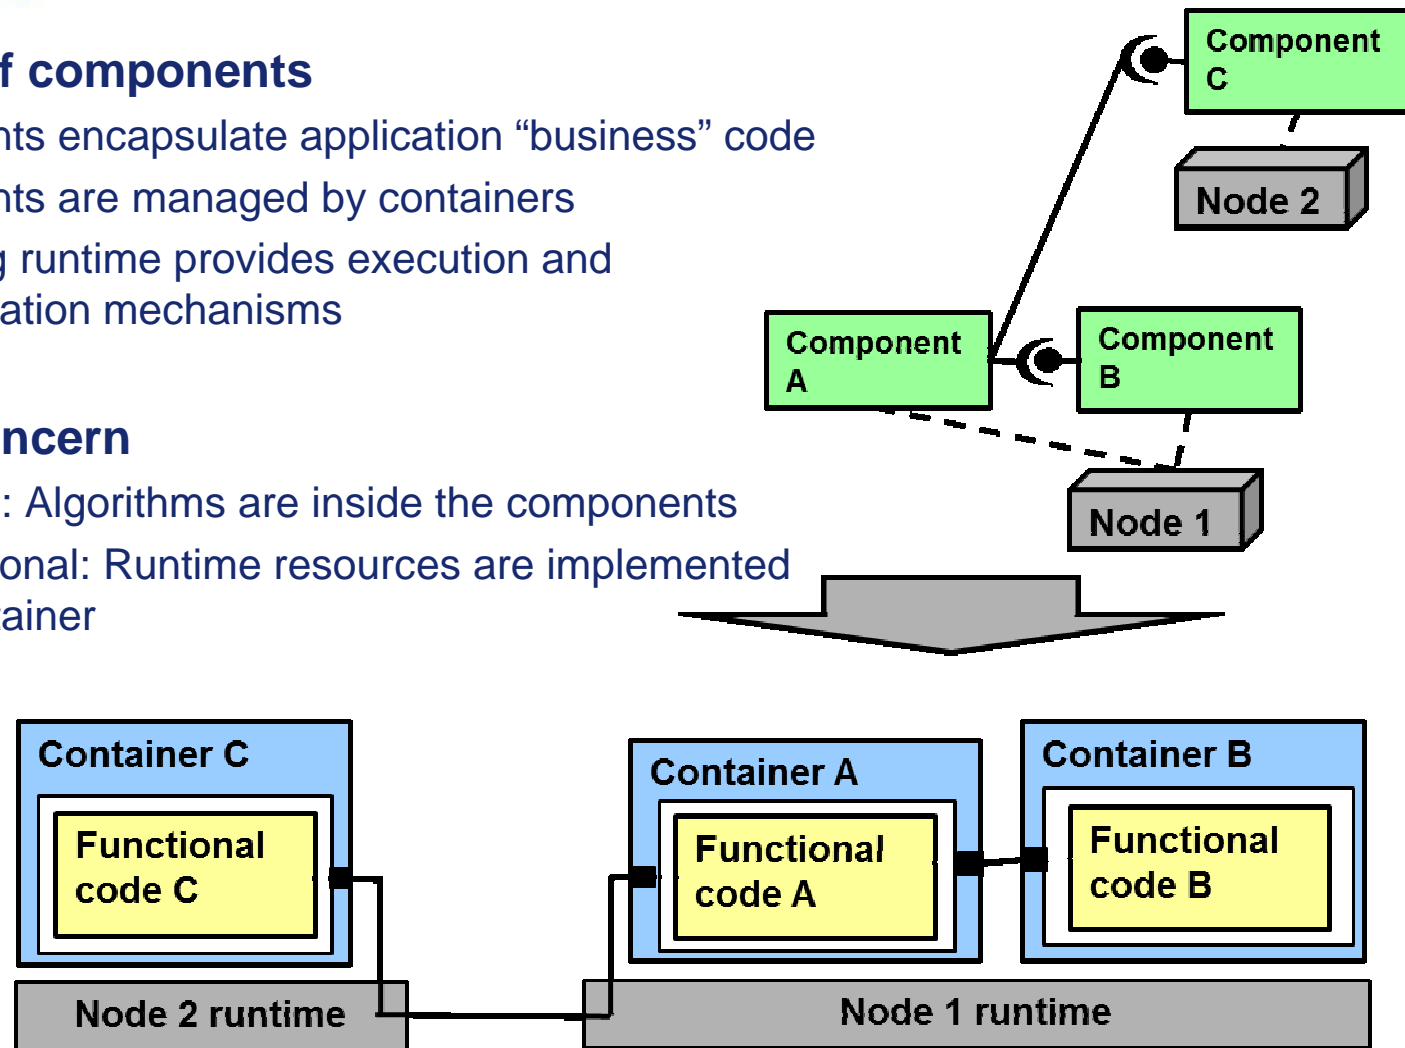 f components
nts encapsulate application “business” code
nts are managed by containers
g runtime provides execution and
ation mechanisms
ncern
: Algorithms are inside the components
onal: Runtime resources are implemented
tainer
Component
C
Node 2
Component
A
Component
B
Node 1
Container C
Functional
code C
Container A
Functional
code A
Container B
Functional
code B
Node 2 runtime
Node 1 runtime